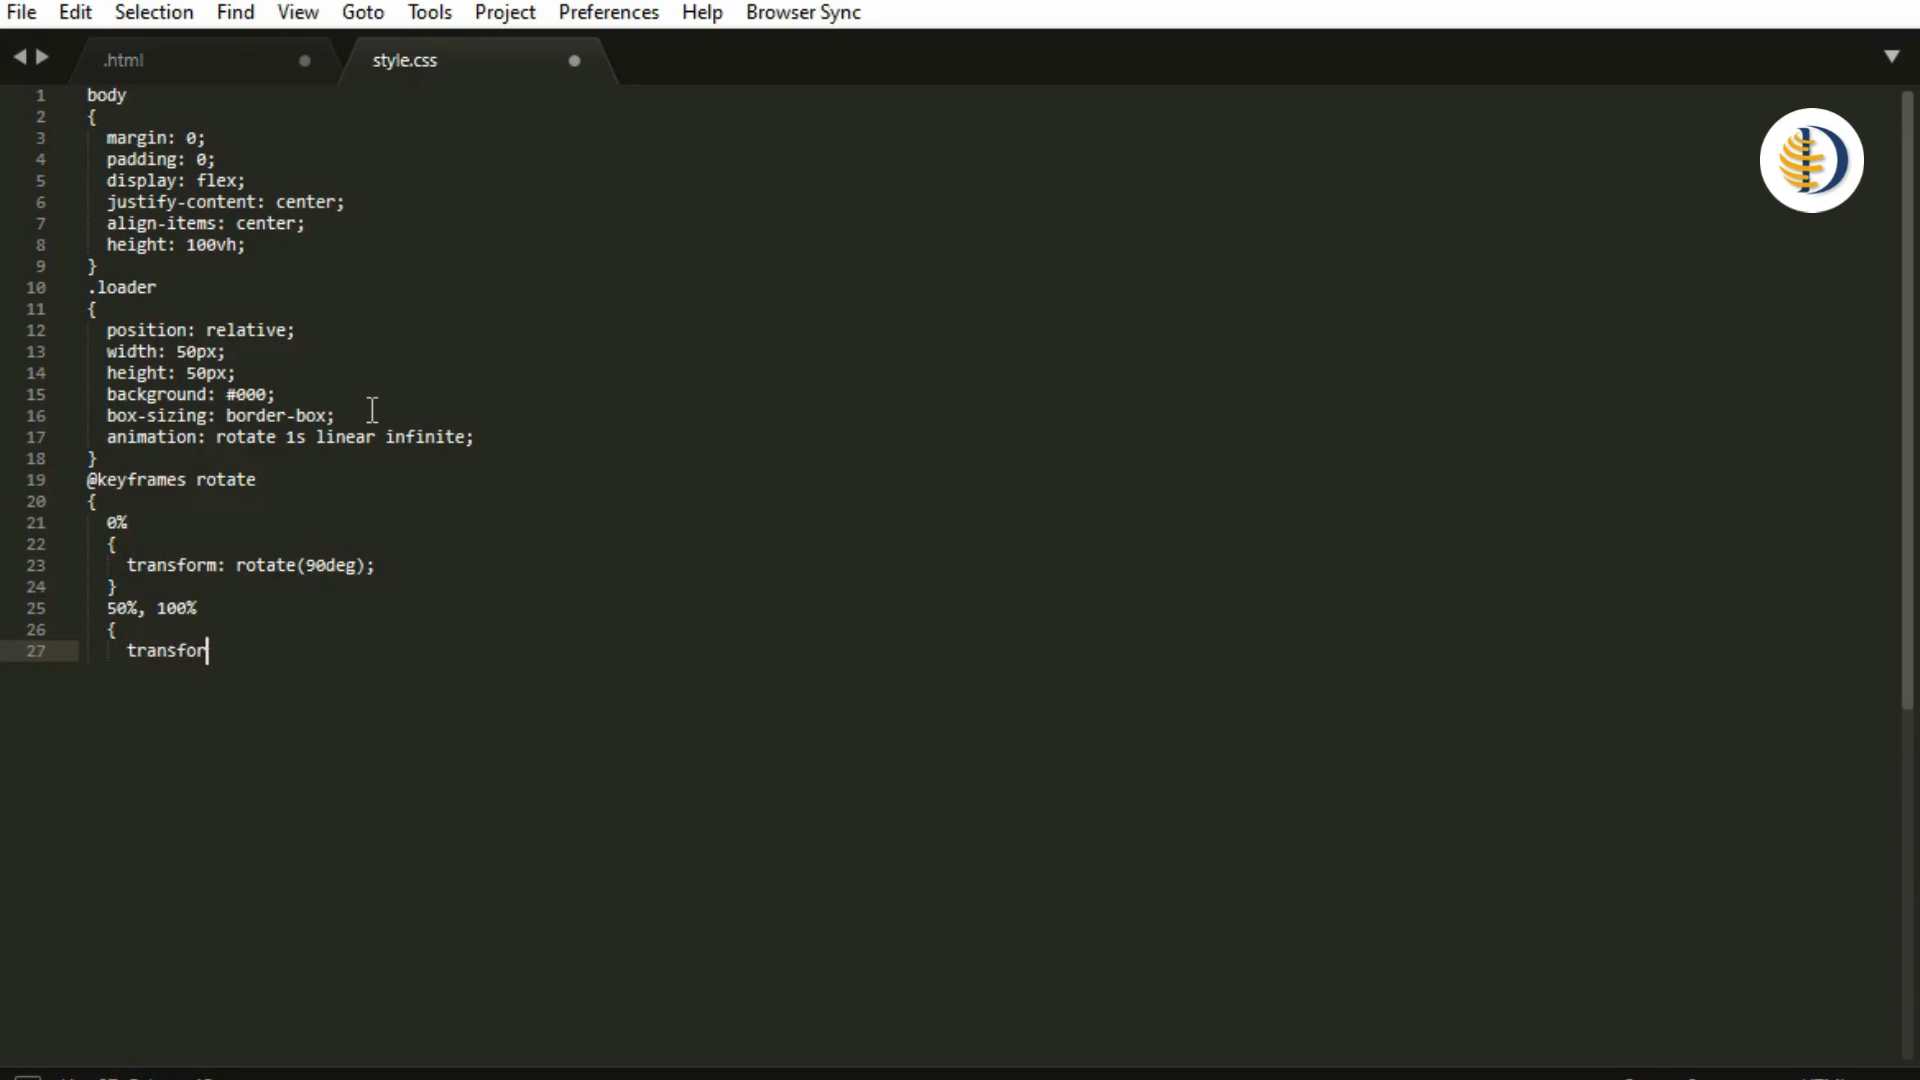 File Edit Selection Find View Goto Tools Project Preferences Help Browser Sync
.html style.css
1 body
2 {
3 margin: 0;
4 padding: 0;
5 display: flex;
6 justify-content: center;
7 align-items: center;
8 height: 100vh;
9 }
10 .loader
11 {
12 position: relative;
13 width: 50px;
14 height: 50px;
15 background: #000;
16 box-sizing: border-box;
17 animation: rotate 1s linear infinite;
18 }
19 @keyframes rotate
20 {
21 0%
22 {
23 transform: rotate(90deg);
24 }
25 50%, 100%
26 {
27 transfor